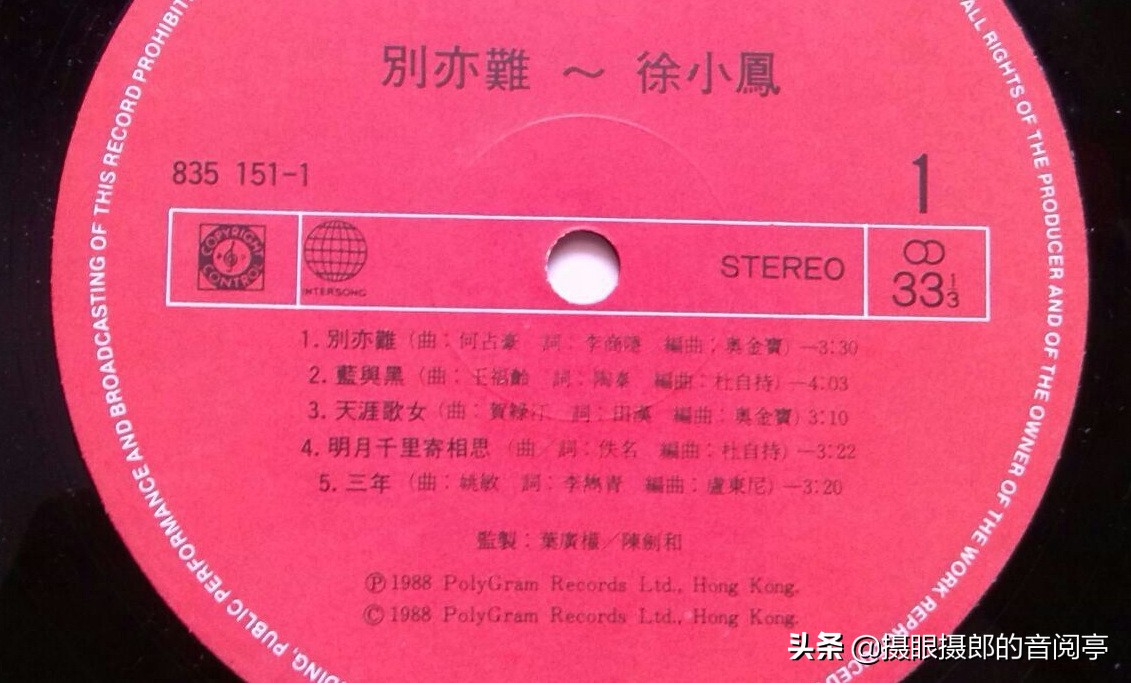 別亦難 ～ 徐小鳳
835 151-1
1
COPYRIGHT CONTROL
INTERSONG
STEREO
33⅓
1. 別亦難 (曲：何占豪 詞：李商隱 編曲：奧金寶) —3:30
2. 藍與黑 (曲：王福齡 詞：陶秦 編曲：杜自持) —4:03
3. 天涯歌女 (曲：賀綠汀 詞：田漢 編曲：奧金寶) 3:10
4. 明月千里寄相思 (曲／詞：佚名 編曲：杜自持) —3:22
5. 三年 (曲：姚敏 詞：李雋青 編曲：盧東尼) —3:20
監製：葉廣權／陳劍和
Ⓟ 1988 PolyGram Records Ltd., Hong Kong.
© 1988 PolyGram Records Ltd., Hong Kong.
ALL RIGHTS OF THE PRODUCER AND OF THE OWNER OF THE WORK
PUBLIC PERFORMANCE AND BROADCASTING OF THIS RECORD
头条 @摄眼摄郎的音阅亭